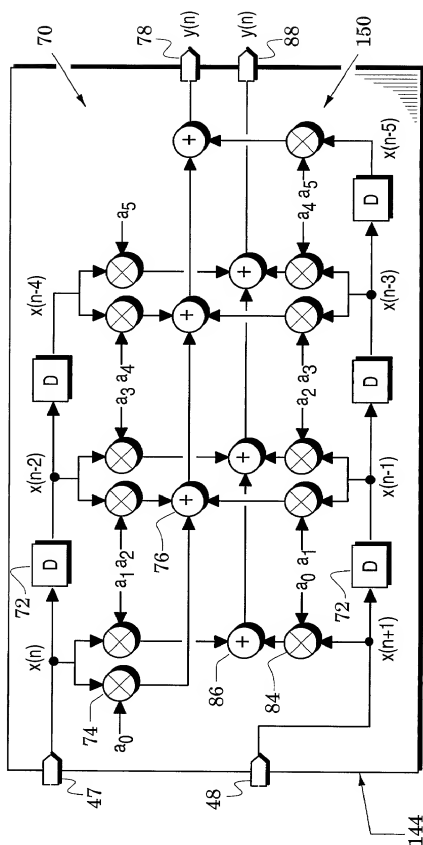 70
72
x(n)
D
x(n-2)
D
x(n-4)
47
74
a₀
a₁ a₂
a₃ a₄
a₅
78
y(n)
76
+
+
+
86
+
+
+
88
y(n)
48
84
a₀ a₁
a₂ a₃
a₄ a₅
150
x(n+1)
72
D
x(n-1)
D
x(n-3)
D
x(n-5)
144